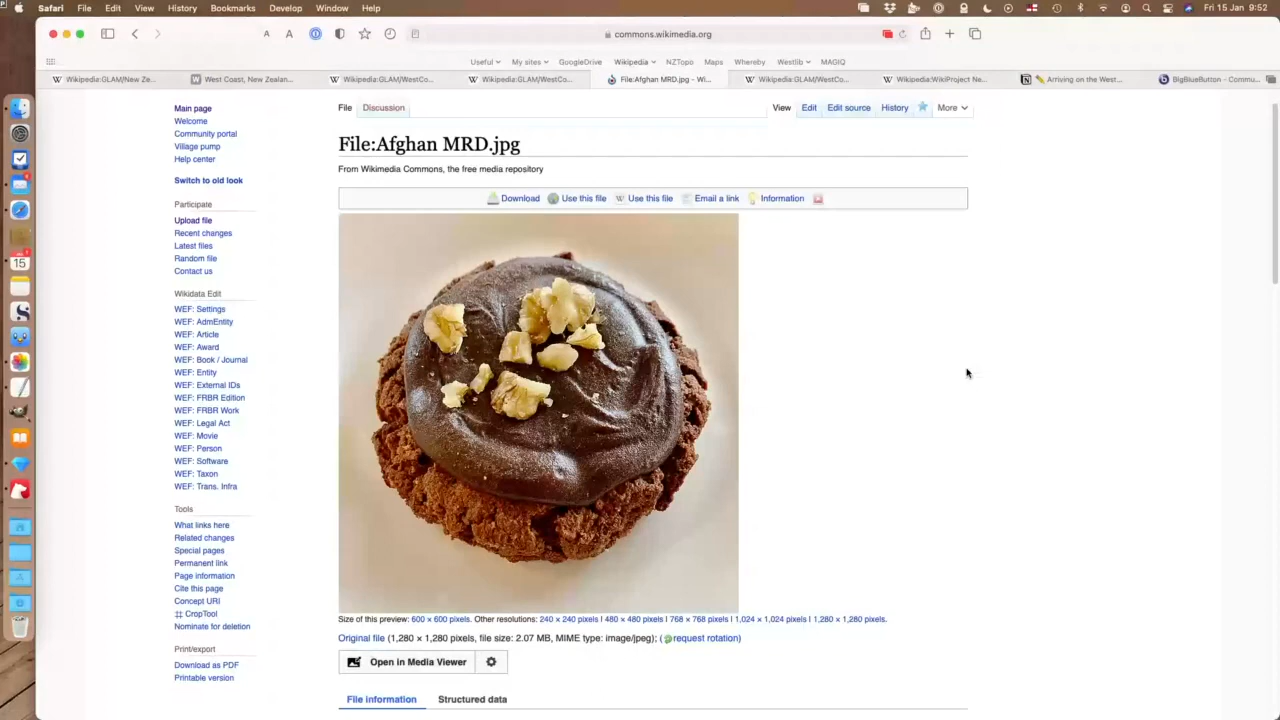 Safari File Edit View History Bookmarks Develop Window Help Fri 15 Jan
commons.wikimedia.org
Useful My sites GoogleDrive Wikipedia NZTopo Maps Whereby Westlib MAGIQ
Wikipedia:GLAM/New Ze... West Coast, New Zealan... Wikipedia:GLAM/WestCo... Wikipedia:GLAM/WestCo... File:Afghan MRD.jpg - Wi... Wikipedia:GLAM/WestCo... Wikipedia:WikiProject Ne... Arriving on the West... BigBlueButton - Commu...
Main page
Welcome
Community portal
Village pump
Help center
Switch to old look
Participate
Upload file
Recent changes
Latest files
Random file
Contact us
Wikidata Edit
WEF: Settings
WEF: AdmEntity
WEF: Article
WEF: Award
WEF: Book / Journal
WEF: Entity
WEF: External IDs
WEF: FRBR Edition
WEF: FRBR Work
WEF: Legal Act
WEF: Movie
WEF: Person
WEF: Software
WEF: Taxon
WEF: Trans. Infra
Tools
What links here
Related changes
Special pages
Permanent link
Page information
Cite this page
Concept URI
CropTool
Nominate for deletion
Print/export
Download as PDF
Printable version
File Discussion View Edit Edit source History More
File:Afghan MRD.jpg
From Wikimedia Commons, the free media repository
Download Use this file Use this file Email a link Information
Size of this preview: 600 × 600 pixels. Other resolutions: 240 × 240 pixels | 480 × 480 pixels | 768 × 768 pixels | 1,024 × 1,024 pixels | 1,280 × 1,280 pixels.
Original file (1,280 × 1,280 pixels, file size: 2.07 MB, MIME type: image/jpeg); (request rotation)
Open in Media Viewer
File information Structured data
15